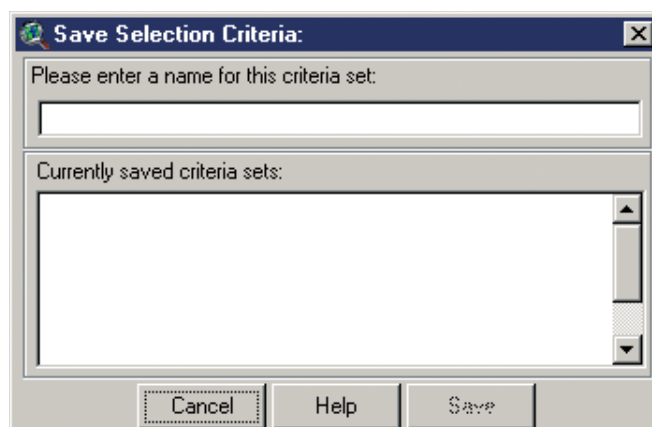 Save Selection Criteria:
Please enter a name for this criteria set:
Currently saved criteria sets:
Cancel
Help
Save